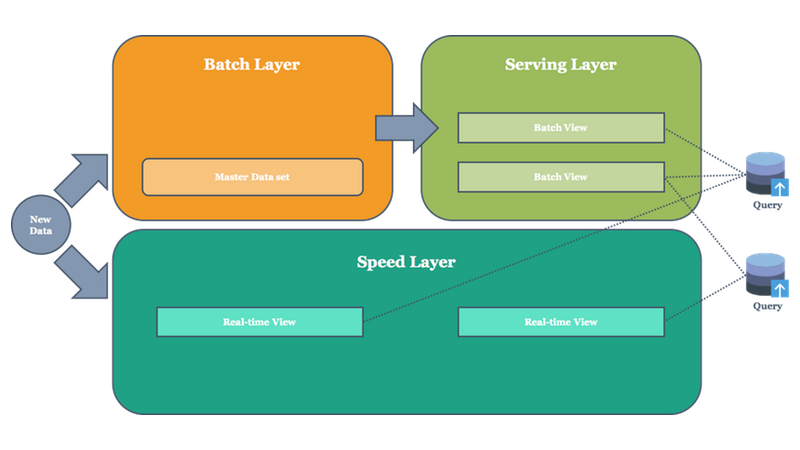 Batch Layer
Serving Layer
Batch View
Master Data set
Batch View
Query
New
Data
Speed Layer
Query
Real-time View
Real-time View